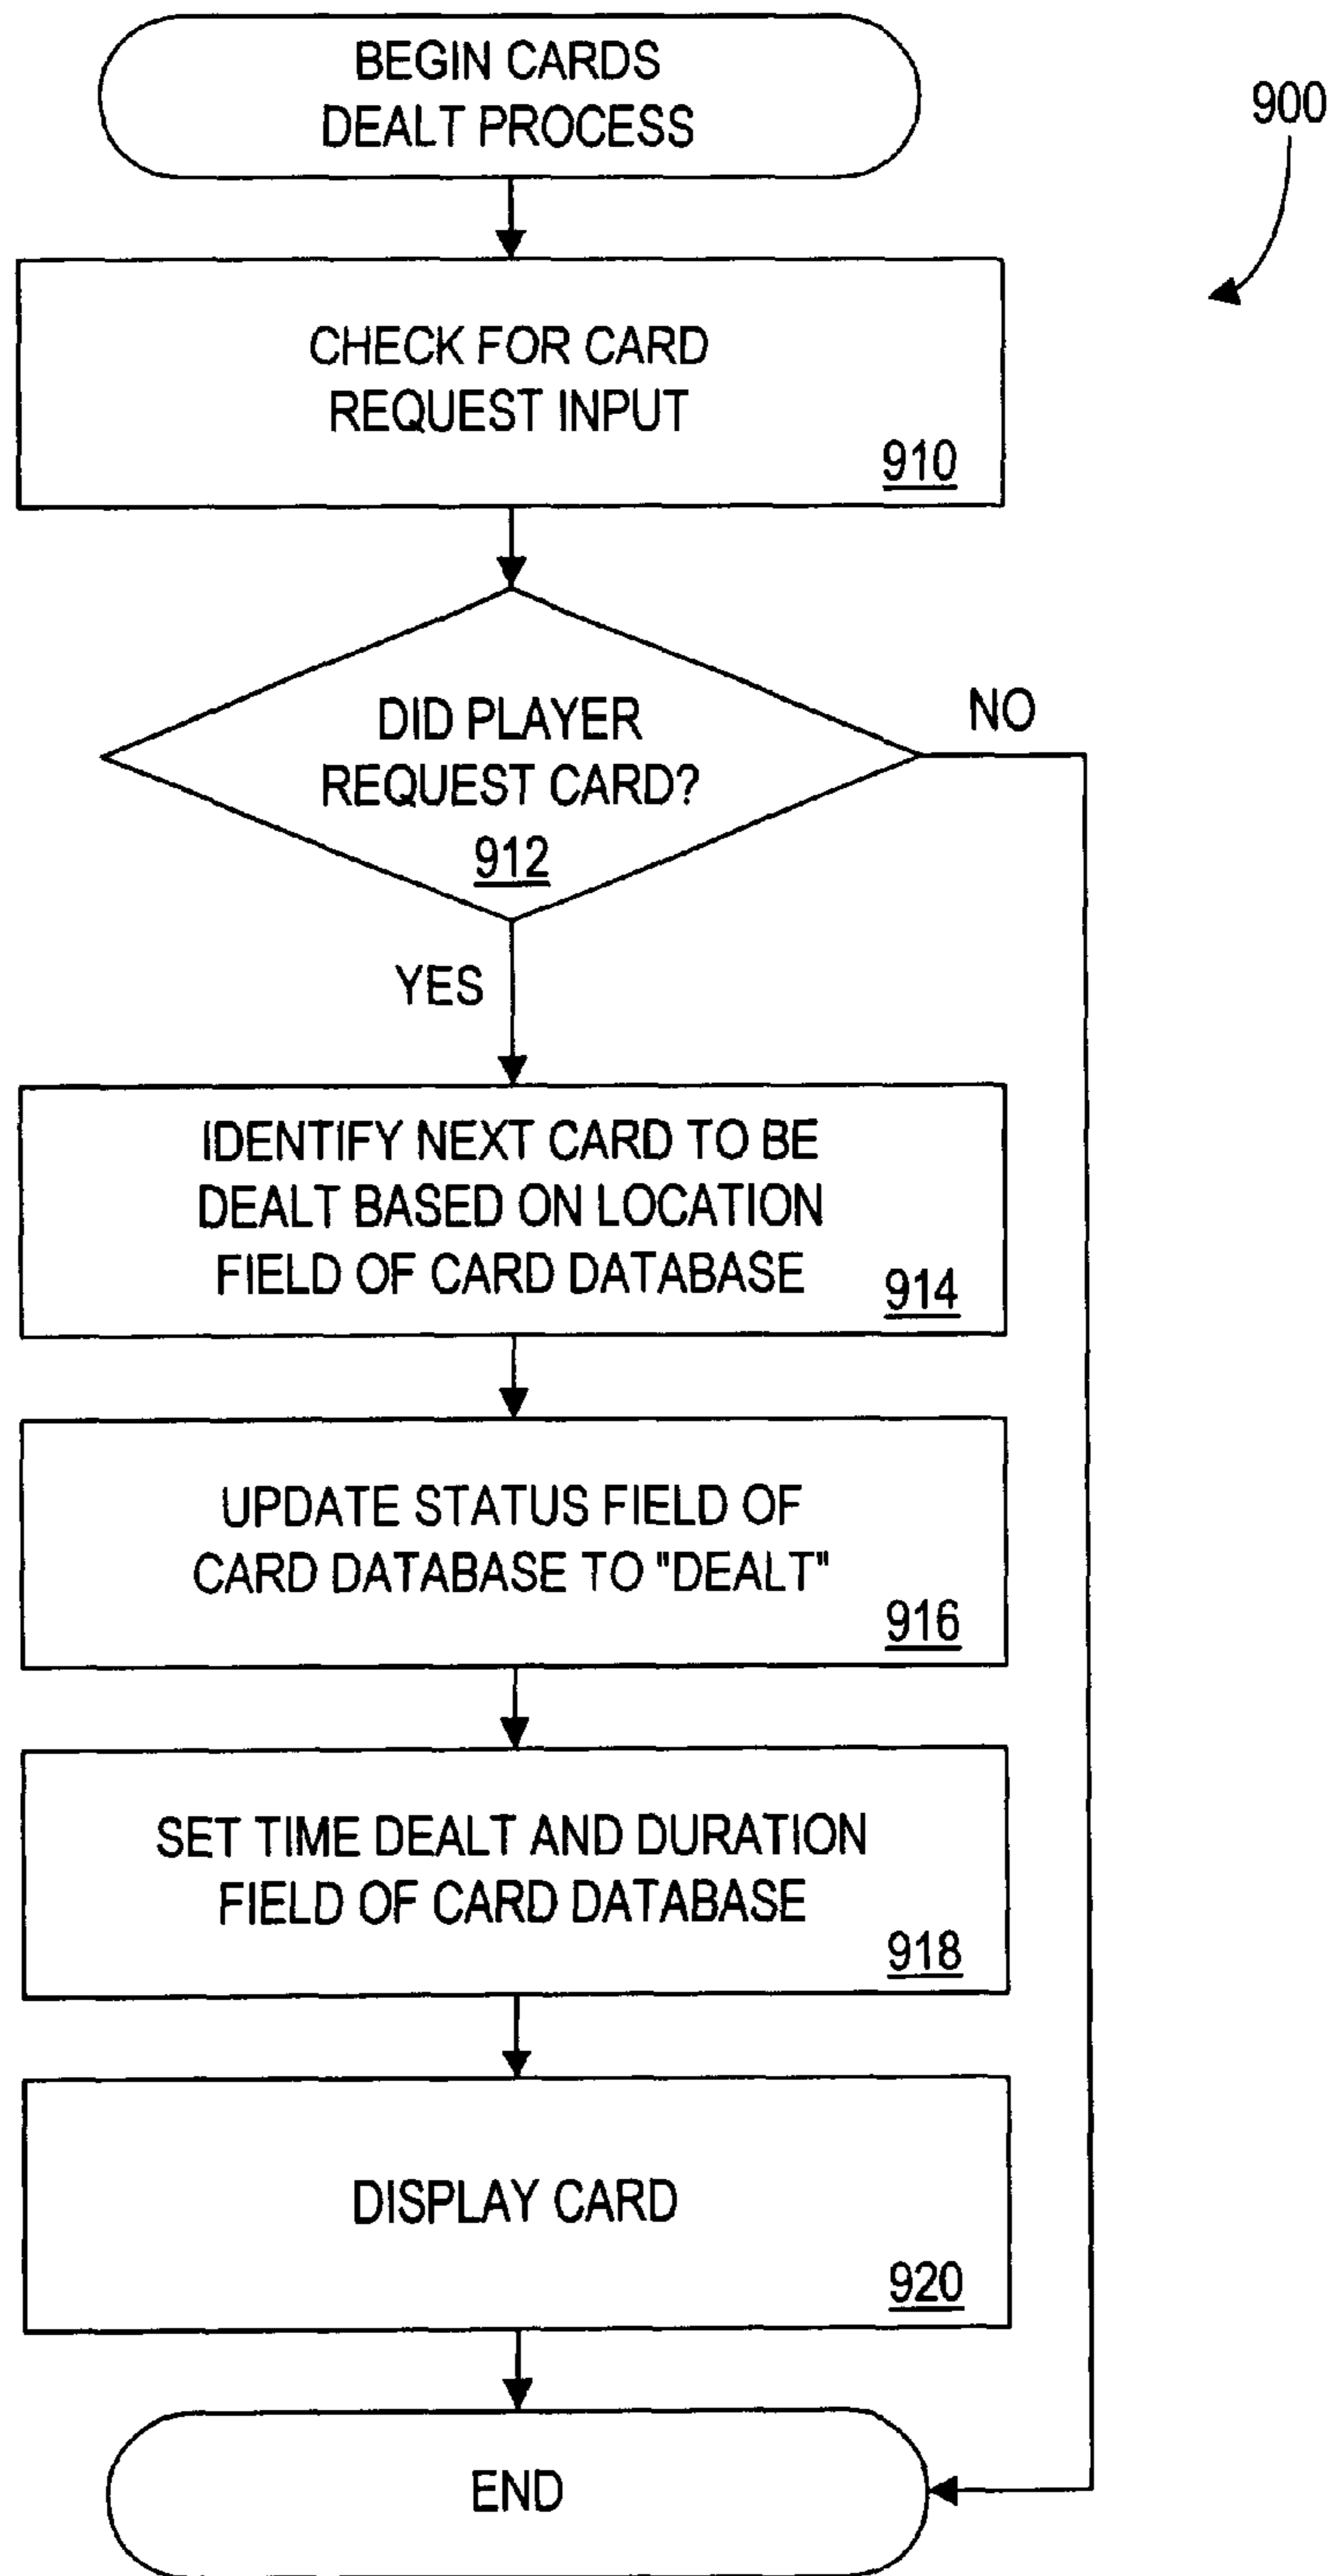 BEGIN CARDS
DEALT PROCESS
900
CHECK FOR CARD
REQUEST INPUT
910
DID PLAYER
REQUEST CARD?
912
NO
YES
IDENTIFY NEXT CARD TO BE
DEALT BASED ON LOCATION
FIELD OF CARD DATABASE
914
UPDATE STATUS FIELD OF
CARD DATABASE TO "DEALT"
916
SET TIME DEALT AND DURATION
FIELD OF CARD DATABASE
918
DISPLAY CARD
920
END